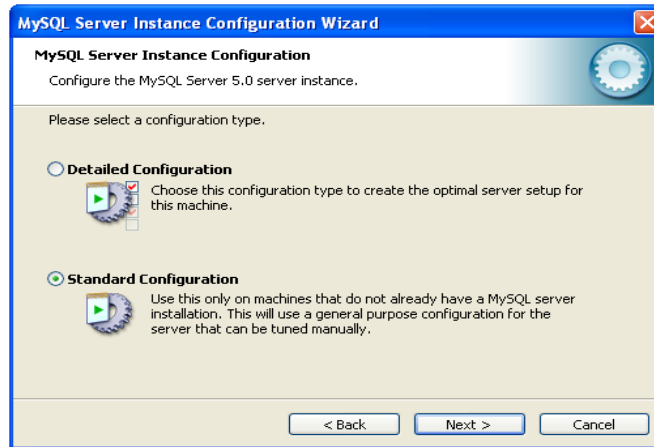 MySQL Server Instance Configuration Wizard
MySQL Server Instance Configuration
Configure the MySQL Server 5.0 server instance.
Please select a configuration type.
Detailed Configuration
Choose this configuration type to create the optimal server setup for
this machine.
Standard Configuration
Use this only on machines that do not already have a MySQL server
installation. This will use a general purpose configuration for the
server that can be tuned manually.
< Back Next > Cancel